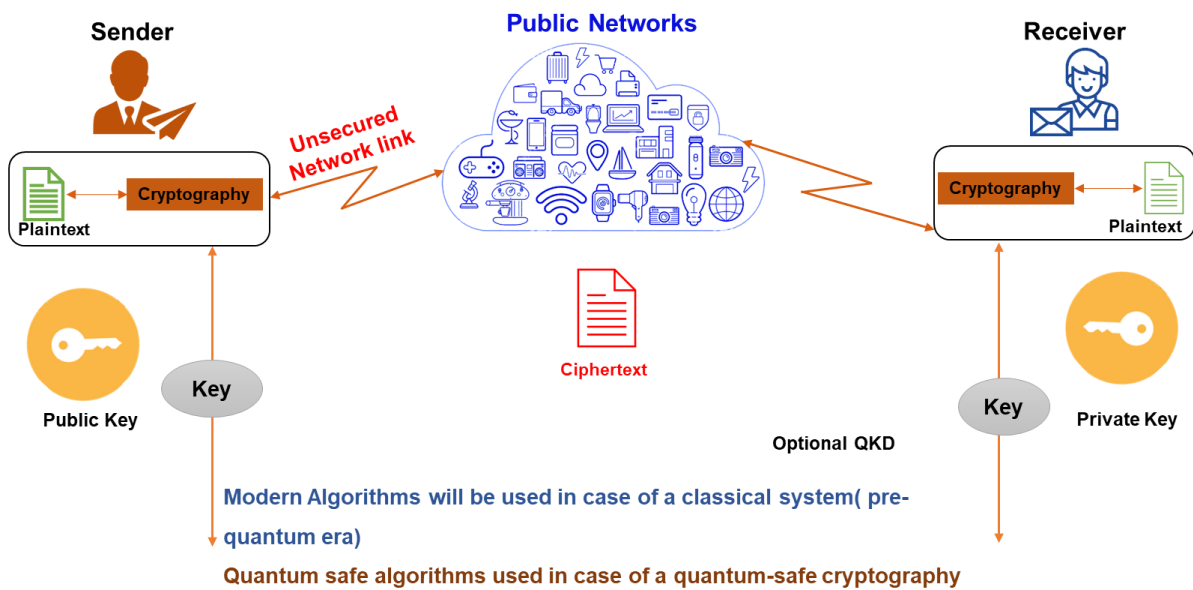 Sender
Public Networks
Receiver
Unsecured
Network link
Cryptography
Plaintext
Cryptography
Plaintext
Ciphertext
Key
Public Key
Key
Private Key
Optional QKD
Modern Algorithms will be used in case of a classical system( pre-
quantum era)
Quantum safe algorithms used in case of a quantum-safe cryptography